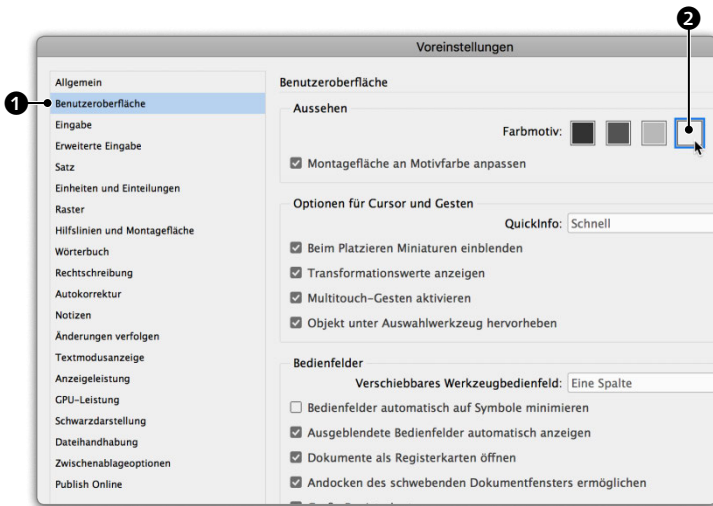 ❷
Voreinstellungen
❶
Allgemein
Benutzeroberfläche
Eingabe
Erweiterte Eingabe
Satz
Einheiten und Einteilungen
Raster
Hilfslinien und Montagefläche
Wörterbuch
Rechtschreibung
Autokorrektur
Notizen
Änderungen verfolgen
Textmodusanzeige
Anzeigeleistung
GPU-Leistung
Schwarzdarstellung
Dateihandhabung
Zwischenablageoptionen
Publish Online
Benutzeroberfläche
Aussehen
Farbmotiv:
Montagefläche an Motivfarbe anpassen
Optionen für Cursor und Gesten
QuickInfo: Schnell
Beim Platzieren Miniaturen einblenden
Transformationswerte anzeigen
Multitouch-Gesten aktivieren
Objekt unter Auswahlwerkzeug hervorheben
Bedienfelder
Verschiebbares Werkzeugbedienfeld: Eine Spalte
Bedienfelder automatisch auf Symbole minimieren
Ausgeblendete Bedienfelder automatisch anzeigen
Dokumente als Registerkarten öffnen
Andocken des schwebenden Dokumentfensters ermöglichen